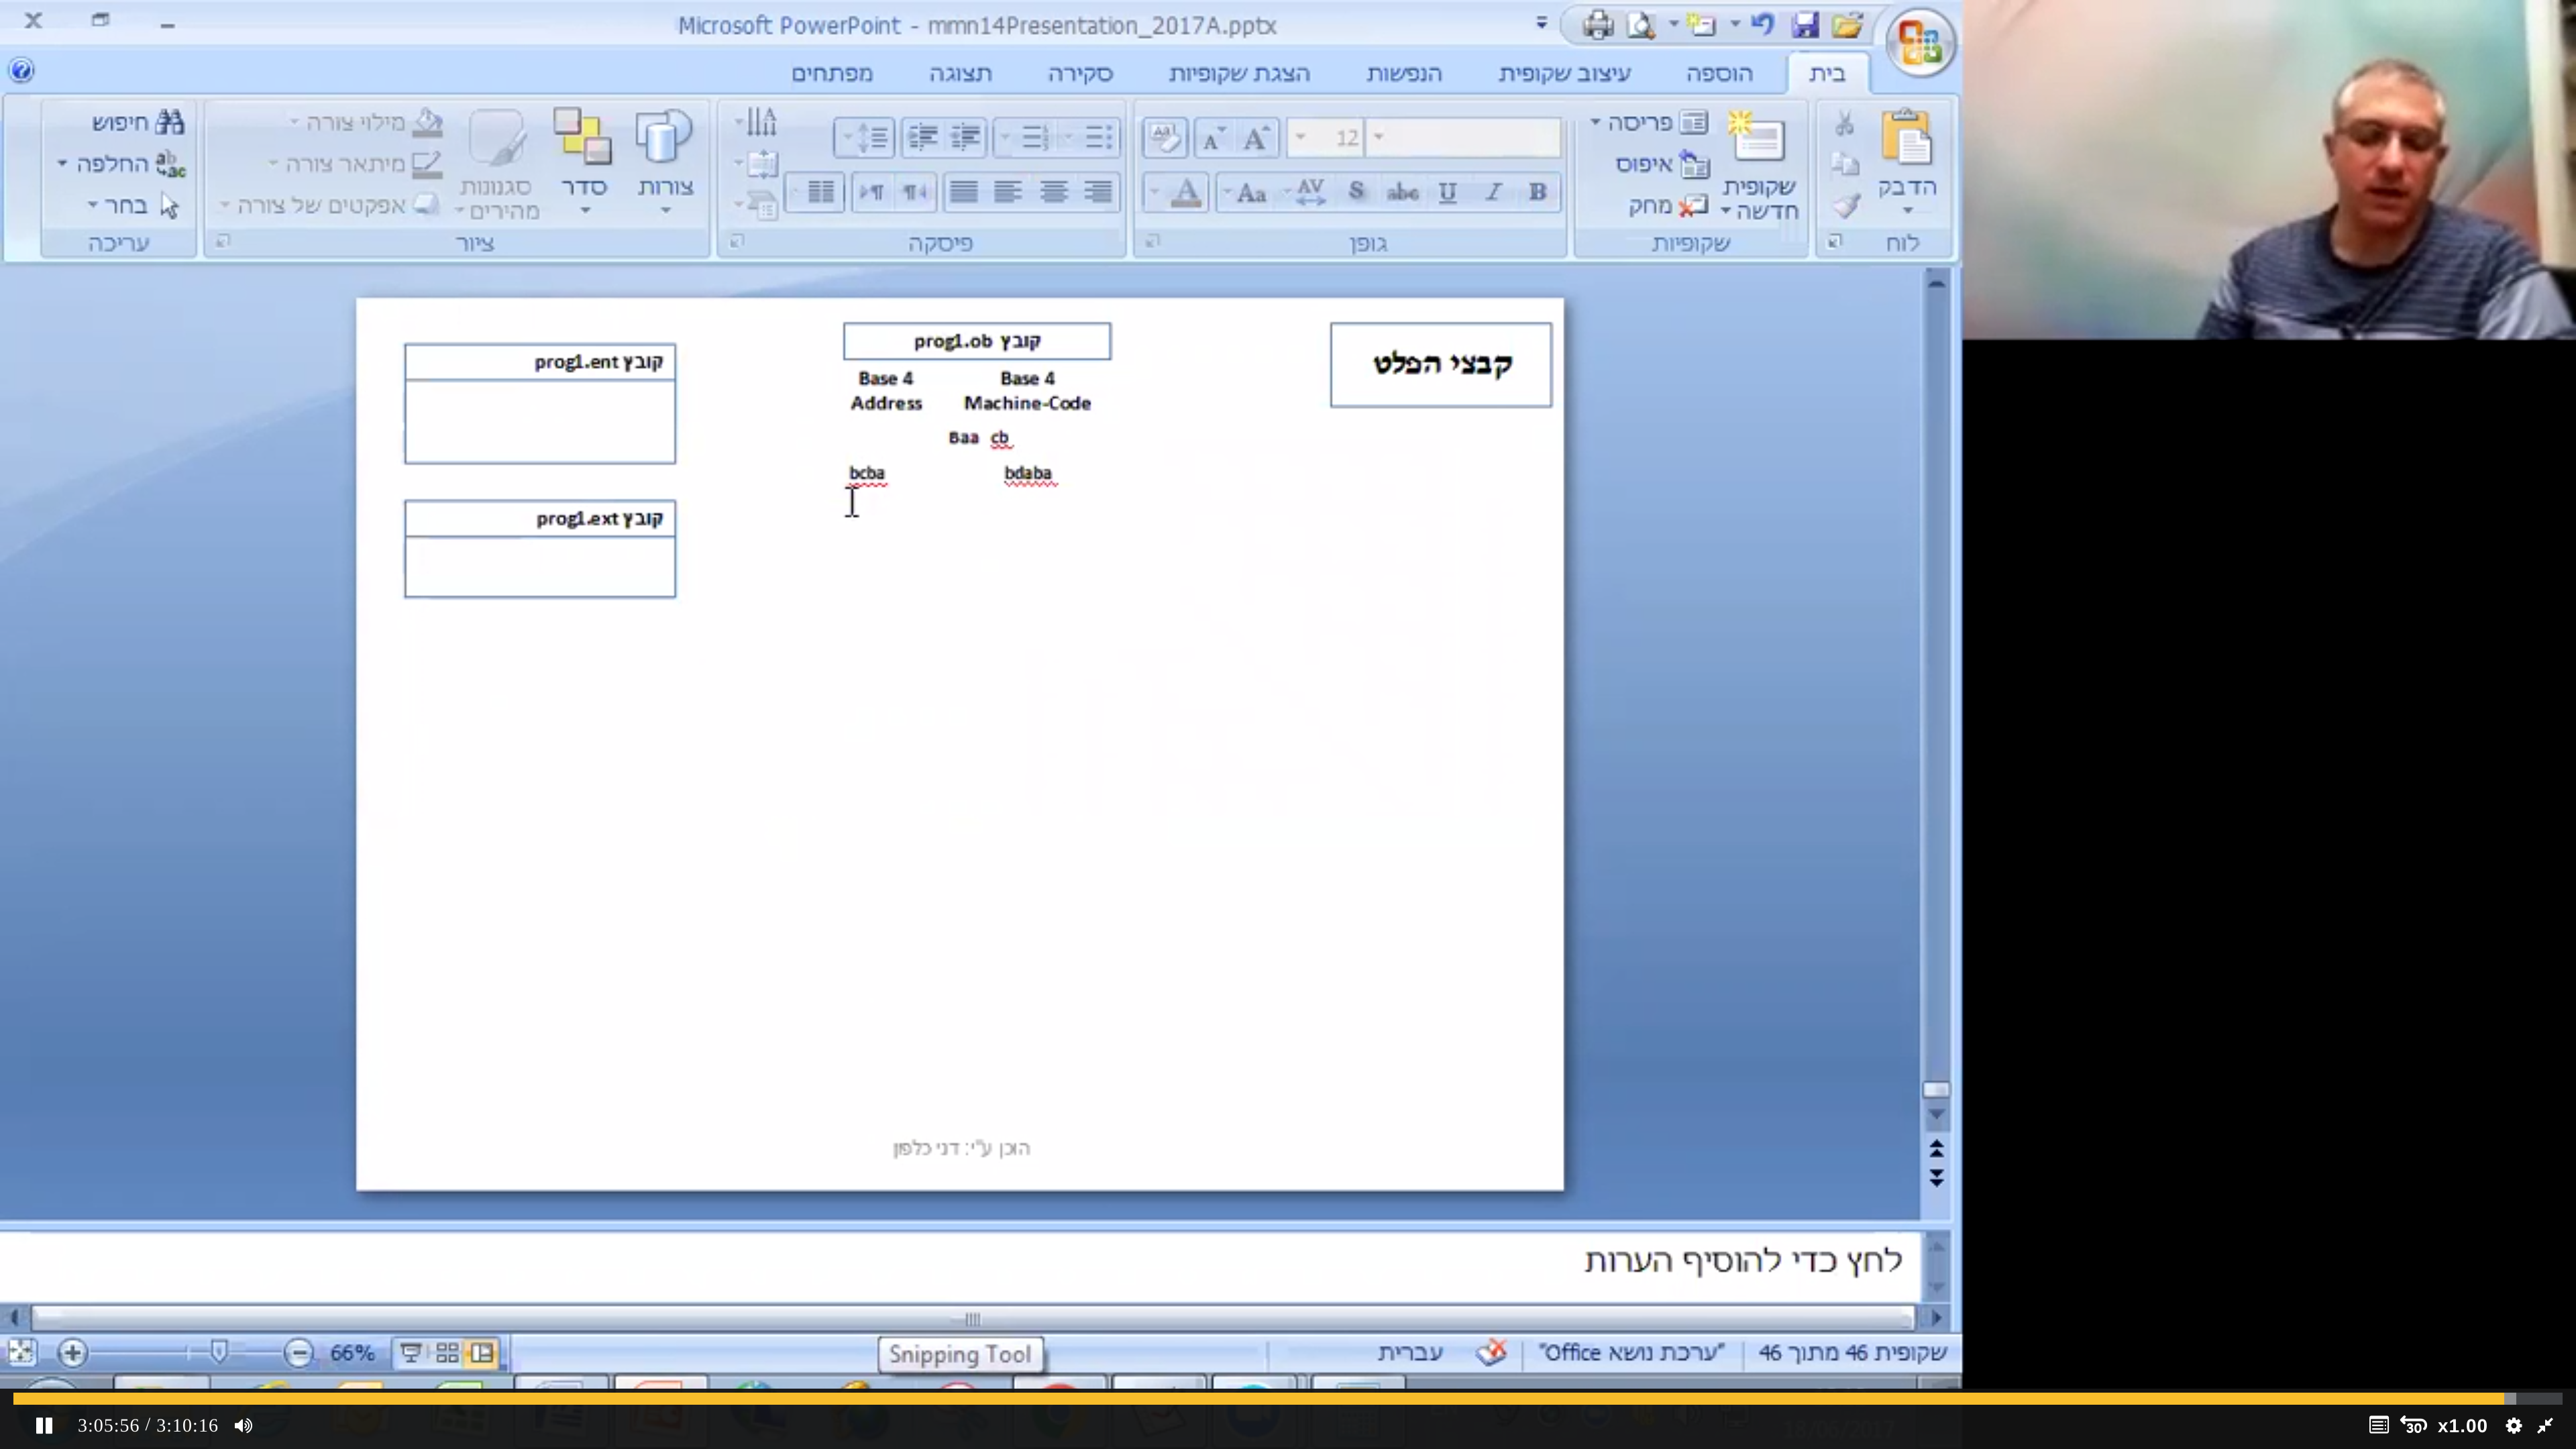 Microsoft PowerPoint - mmn14Presentation_2017A.pptx
בית
הוספה
עיצוב שקופית
הנפשות
הצגת שקופיות
סקירה
תצוגה
מפתחים
הדבק
לוח
שקופית חדשה
פריסה
איפוס
מחק
שקופיות
12
גופן
פיסקה
צורות
סדר
סגנונות מהירים
מילוי צורה
מיתאר צורה
אפקטים של צורה
ציור
חיפוש
החלפה
בחר
עריכה
קבצי הפלט
קובץ prog1.ob
Base 4 Base 4
Address Machine-Code
Baa cb
bcba bdaba
קובץ prog1.ent
קובץ prog1.ext
הוכן ע"י: דני כלפון
לחץ כדי להוסיף הערות
שקופית 46 מתוך 46
"ערכת נושא Office"
עברית
Snipping Tool
66%
3:05:56 / 3:10:16
30
x1.00